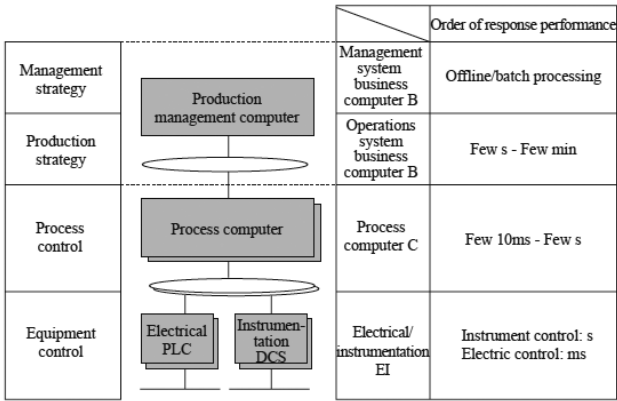 Order of response performance
Management
strategy
Production
management computer
Management
system
business
computer B
Offline/batch processing
Production
strategy
Operations
system
business
computer B
Few s - Few min
Process
control
Process computer
Process
computer C
Few 10ms - Few s
Equipment
control
Electrical
PLC
Instrumen-
tation
DCS
Electrical/
instrumentation
EI
Instrument control: s
Electric control: ms